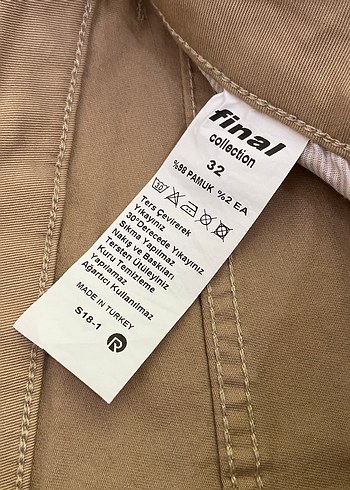 final
collection
32
%98 PAMUK %2 EA
30
Ters Çevirerek
Yıkayınız
30°Derecede Yıkayınız
Sıkma Yapılmaz
Nakış ve Baskıları
Tersten Ütüleyiniz
Kuru Temizleme
Yapılamaz
Ağartıcı Kullanılmaz
MADE IN TURKEY
S18-1
R